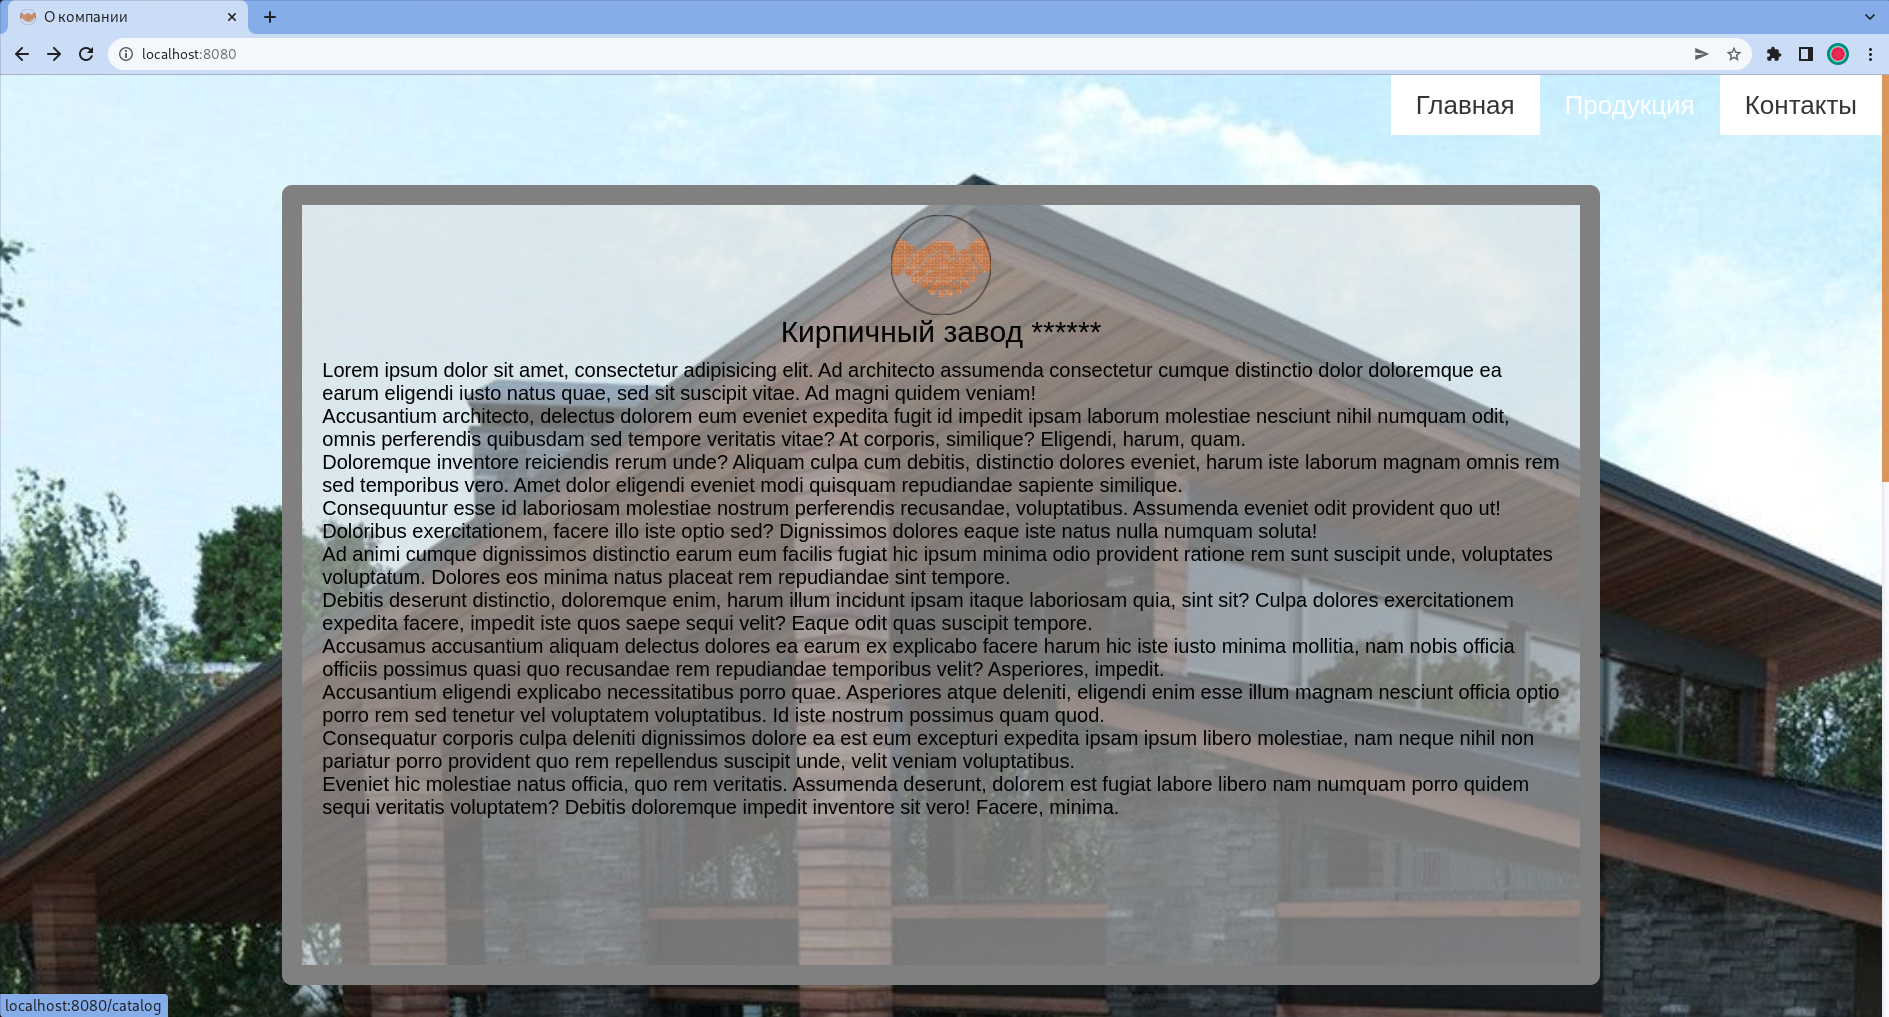 О компании
localhost:8080
Главная
Продукция
Контакты
Кирпичный завод ******
Lorem ipsum dolor sit amet, consectetur adipisicing elit. Ad architecto assumenda consectetur cumque distinctio dolor doloremque ea
earum eligendi iusto natus quae, sed sit suscipit vitae. Ad magni quidem veniam!
Accusantium architecto, delectus dolorem eum eveniet expedita fugit id impedit ipsam laborum molestiae nesciunt nihil numquam odit,
omnis perferendis quibusdam sed tempore veritatis vitae? At corporis, similique? Eligendi, harum, quam.
Doloremque inventore reiciendis rerum unde? Aliquam culpa cum debitis, distinctio dolores eveniet, harum iste laborum magnam omnis rem
sed temporibus vero. Amet dolor eligendi eveniet modi quisquam repudiandae sapiente similique.
Consequuntur esse id laboriosam molestiae nostrum perferendis recusandae, voluptatibus. Assumenda eveniet odit provident quo ut!
Doloribus exercitationem, facere illo iste optio sed? Dignissimos dolores eaque iste natus nulla numquam soluta!
Ad animi cumque dignissimos distinctio earum eum facilis fugiat hic ipsum minima odio provident ratione rem sunt suscipit unde, voluptates
voluptatum. Dolores eos minima natus placeat rem repudiandae sint tempore.
Debitis deserunt distinctio, doloremque enim, harum illum incidunt ipsam itaque laboriosam quia, sint sit? Culpa dolores exercitationem
expedita facere, impedit iste quos saepe sequi velit? Eaque odit quas suscipit tempore.
Accusamus accusantium aliquam delectus dolores ea earum ex explicabo facere harum hic iste iusto minima mollitia, nam nobis officia
officiis possimus quasi quo recusandae rem repudiandae temporibus velit? Asperiores, impedit.
Accusantium eligendi explicabo necessitatibus porro quae. Asperiores atque deleniti, eligendi enim esse illum magnam nesciunt officia optio
porro rem sed tenetur vel voluptatem voluptatibus. Id iste nostrum possimus quam quod.
Consequatur corporis culpa deleniti dignissimos dolore ea est eum excepturi expedita ipsam ipsum libero molestiae, nam neque nihil non
pariatur porro provident quo rem repellendus suscipit unde, velit veniam voluptatibus.
Eveniet hic molestiae natus officia, quo rem veritatis. Assumenda deserunt, dolorem est fugiat labore libero nam numquam porro quidem
sequi veritatis voluptatem? Debitis doloremque impedit inventore sit vero! Facere, minima.
localhost:8080/catalog